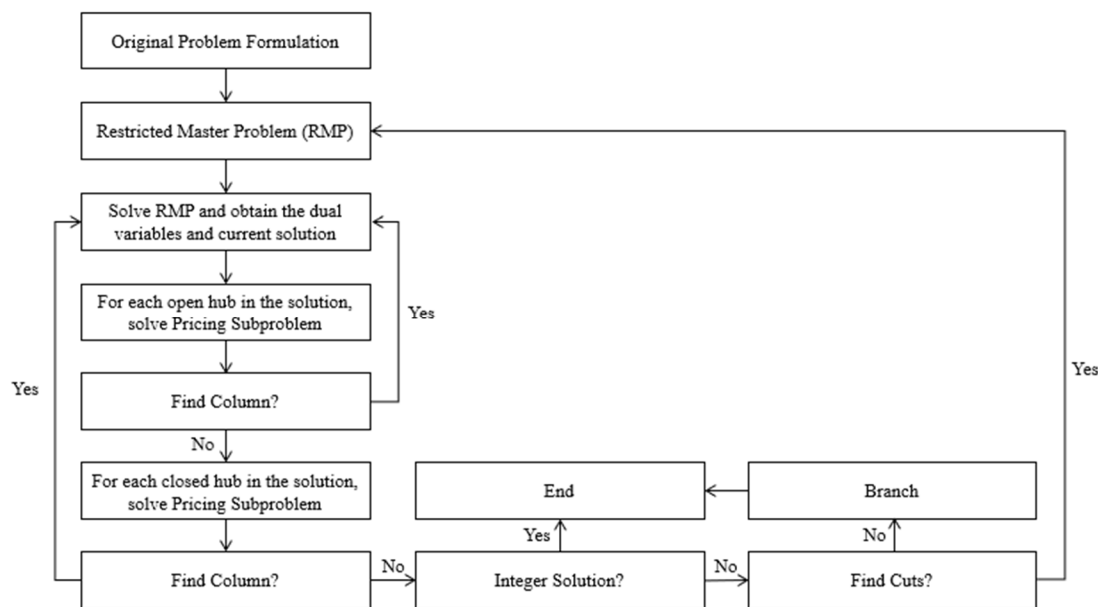 Original Problem Formulation
Restricted Master Problem (RMP)
Solve RMP and obtain the dual
variables and current solution
For each open hub in the solution,
solve Pricing Subproblem
Yes
Yes
Yes
Find Column?
No
For each closed hub in the solution,
solve Pricing Subproblem
End
Branch
Yes
No
Find Column?
No
Integer Solution?
No
Find Cuts?